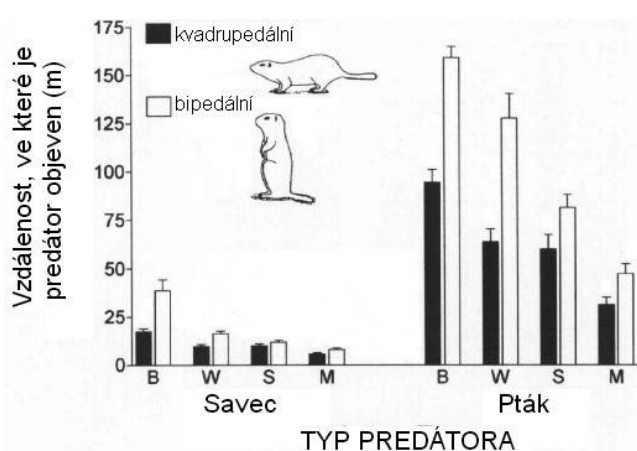 Vzdálenost, ve které je
predátor objeven (m)
175
150
125
100
75
50
25
0
kvadrupedální
bipedální
B W S M B W S M
Savec Pták
TYP PREDÁTORA